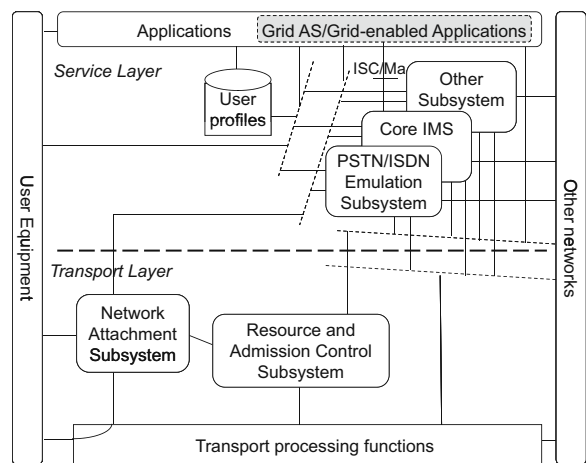 Applications
Grid AS/Grid-enabled Applications
Service Layer
ISC/Ma
User
profiles
Other
Subsystem
Core IMS
PSTN/ISDN
Emulation
Subsystem
User Equipment
Other networks
Transport Layer
Network
Attachment
Subsystem
Resource and
Admission Control
Subsystem
Transport processing functions